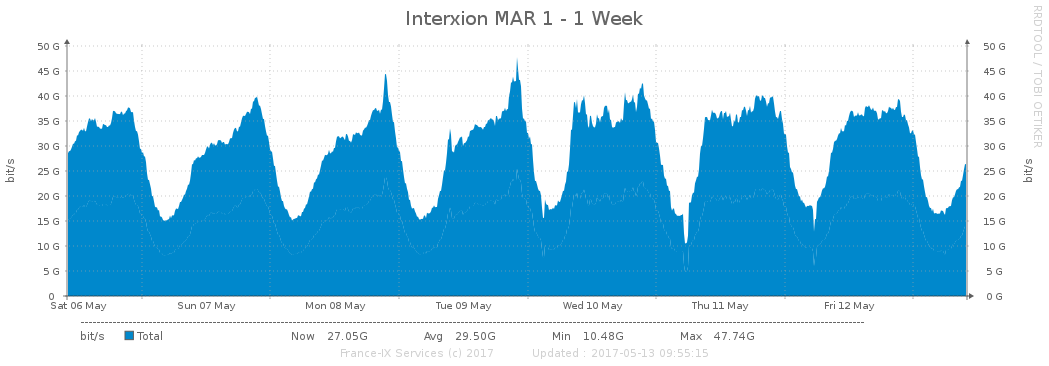 Interxion MAR 1 - 1 Week
RRDTOOL / TOBI OETIKER
50 G 50 G
45 G 45 G
40 G 40 G
35 G 35 G
30 G 30 G
25 G 25 G
20 G 20 G
15 G 15 G
10 G 10 G
5 G 5 G
0 0 G
bit/s
bit/s
Sat 06 May Sun 07 May Mon 08 May Tue 09 May Wed 10 May Thu 11 May Fri 12 May
bit/s Total Now 27.05G Avg 29.50G Min 10.48G Max 47.74G
France-IX Services (c) 2017 Updated : 2017-05-13 09:55:15